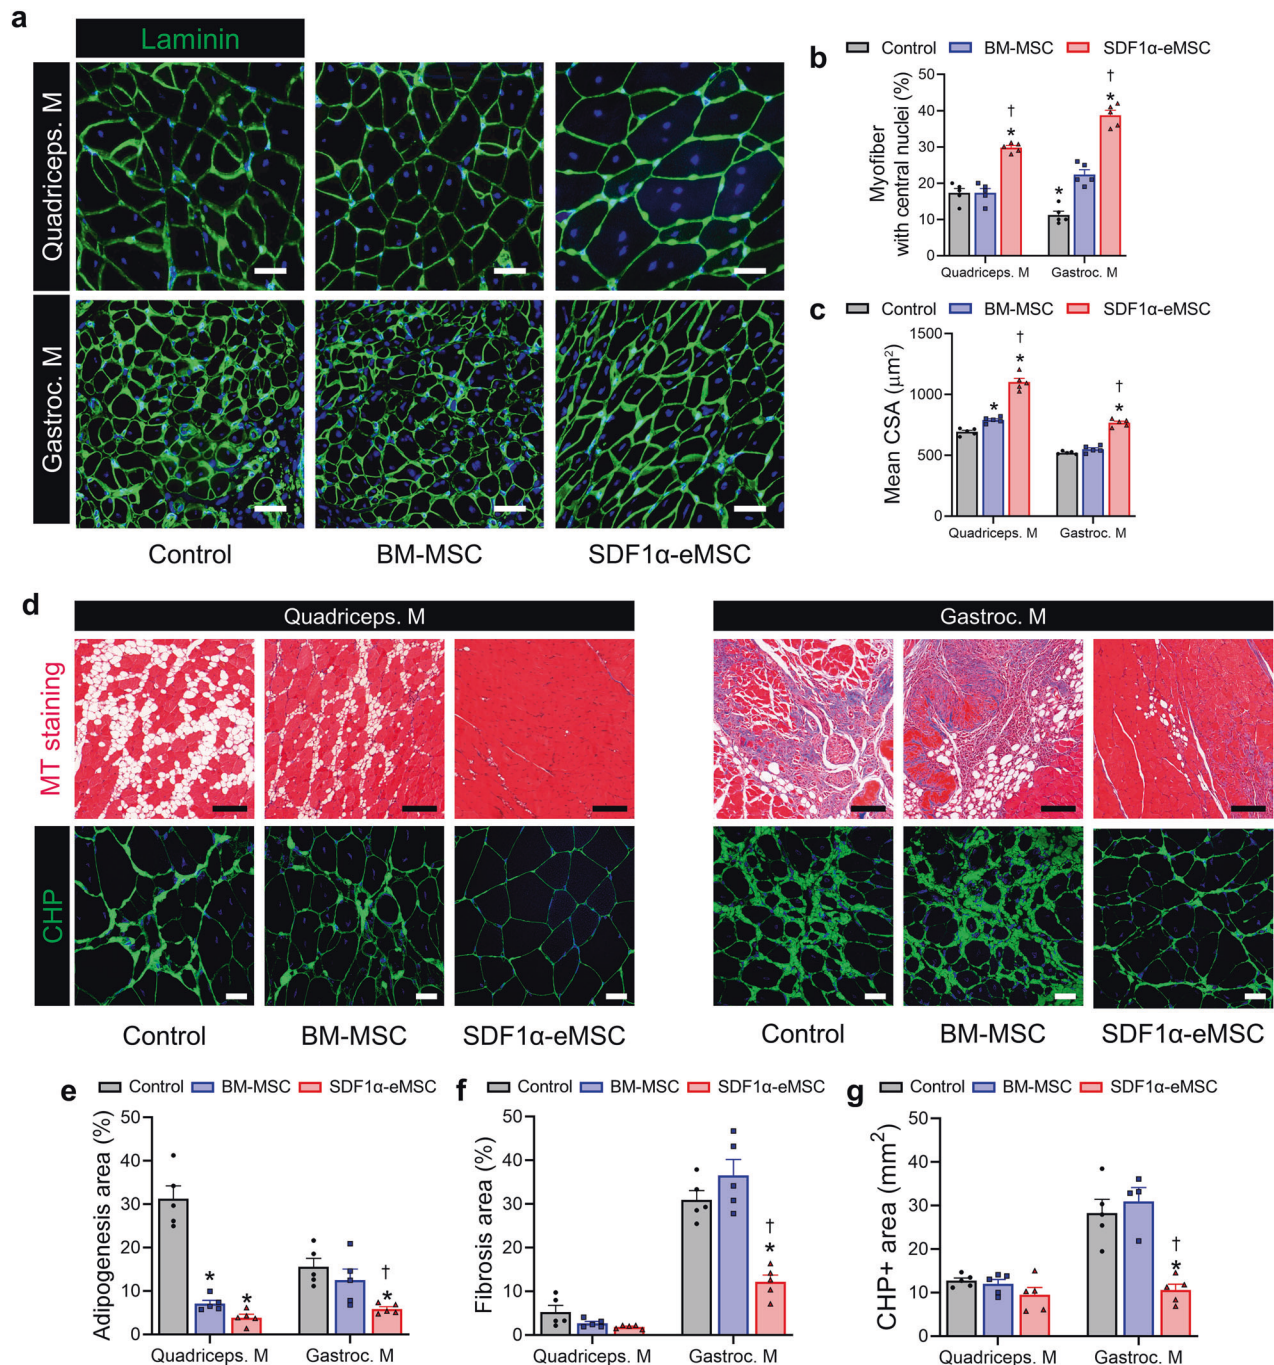 a
Laminin
Quadriceps. M
Gastroc. M
Control
BM-MSC
SDF1α-eMSC
b
Control
BM-MSC
SDF1α-eMSC
Myofiber
with central nuclei (%)
50
40
30
20
10
0
*
†
*
†
*
Quadriceps. M
Gastroc. M
c
Control
BM-MSC
SDF1α-eMSC
Mean CSA (μm²)
1500
1000
500
0
*
†
*
†
*
Quadriceps. M
Gastroc. M
d
Quadriceps. M
Gastroc. M
MT staining
CHP
Control
BM-MSC
SDF1α-eMSC
Control
BM-MSC
SDF1α-eMSC
e
Control
BM-MSC
SDF1α-eMSC
Adipogenesis area (%)
50
40
30
20
10
0
*
*
†
*
Quadriceps. M
Gastroc. M
f
Control
BM-MSC
SDF1α-eMSC
Fibrosis area (%)
50
40
30
20
10
0
†
*
Quadriceps. M
Gastroc. M
g
Control
BM-MSC
SDF1α-eMSC
CHP+ area (mm²)
50
40
30
20
10
0
†
*
Quadriceps. M
Gastroc. M